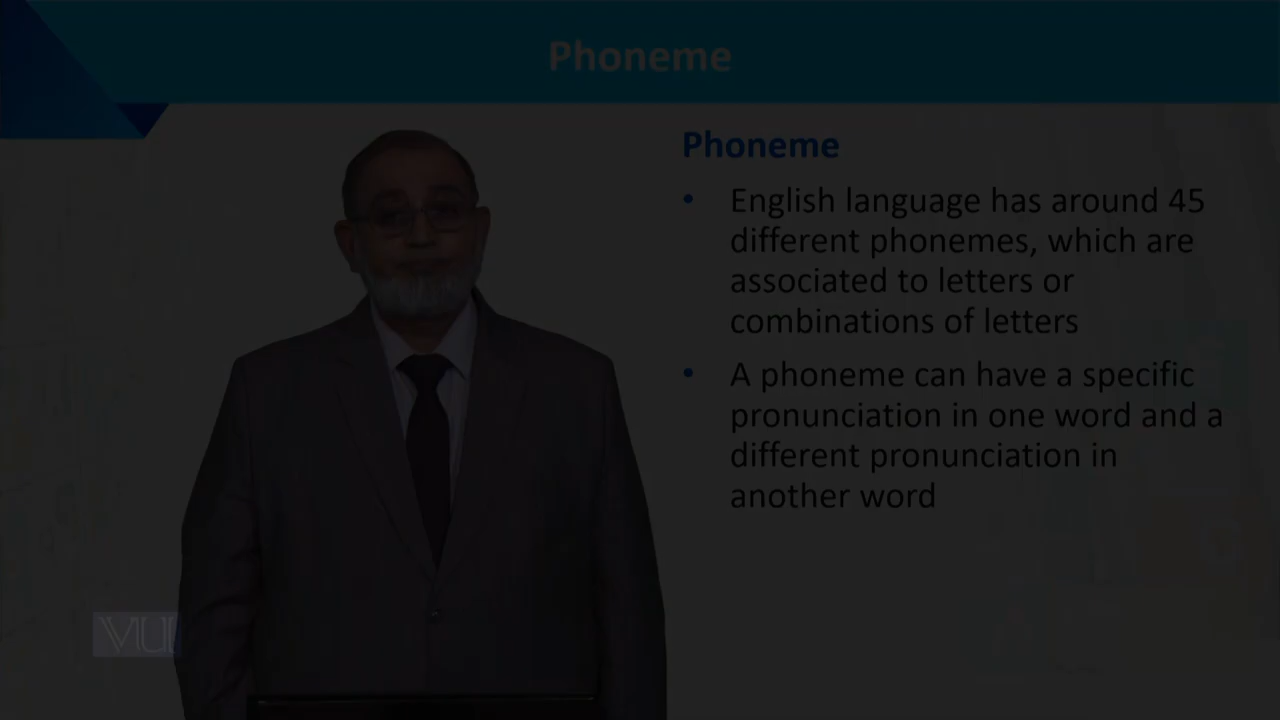 Phoneme
Phoneme
• English language has around 45
different phonemes, which are
associated to letters or
combinations of letters
• A phoneme can have a specific
pronunciation in one word and a
different pronunciation in
another word
VU